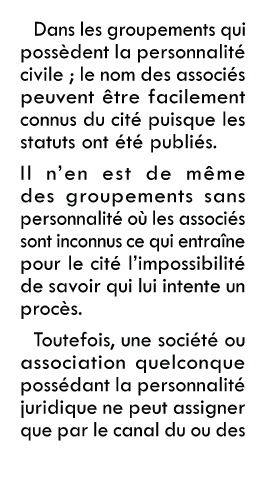 Dans les groupements qui
possèdent la personnalité
civile ; le nom des associés
peuvent être facilement
connus du cité puisque les
statuts ont été publiés.
Il n'en est de même
des groupements sans
personnalité où les associés
sont inconnus ce qui entraîne
pour le cité l'impossibilité
de savoir qui lui intente un
procès.
Toutefois, une société ou
association quelconque
possédant la personnalité
juridique ne peut assigner
que par le canal du ou des